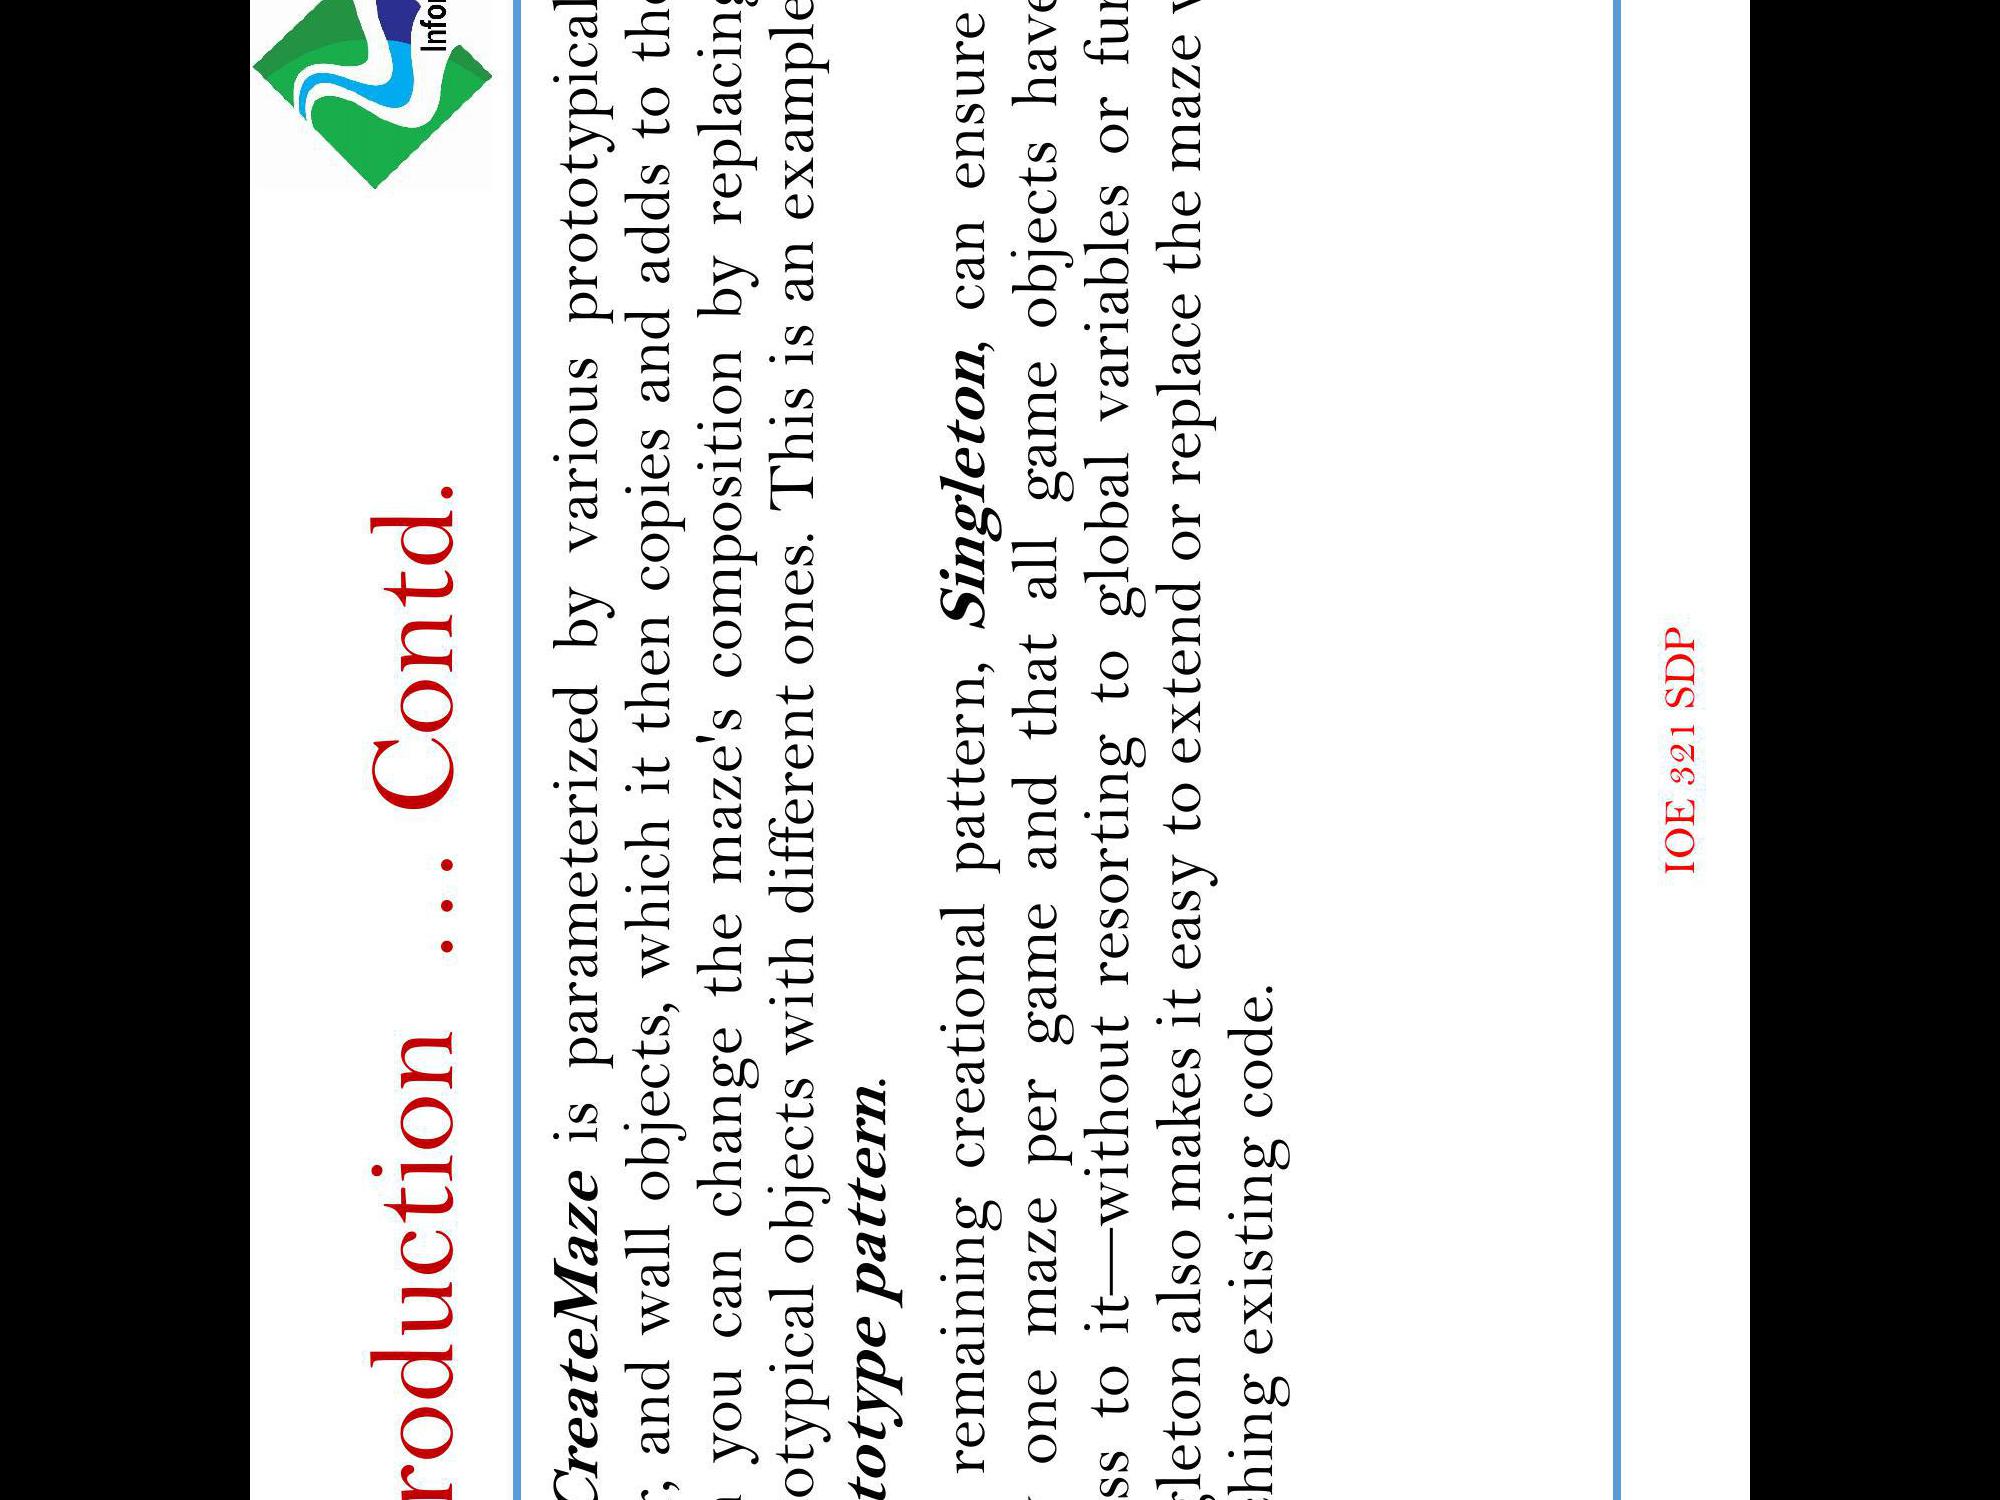 Infor
roduction ... Contd.
CreateMaze is parameterized by various prototypical
, and wall objects, which it then copies and adds to the
you can change the maze's composition by replacing
otypical objects with different ones. This is an example
totype pattern.
remaining creational pattern, Singleton, can ensure
one maze per game and that all game objects have
ss to it—without resorting to global variables or fun
gleton also makes it easy to extend or replace the maze
ching existing code.
IOE 321 SDP